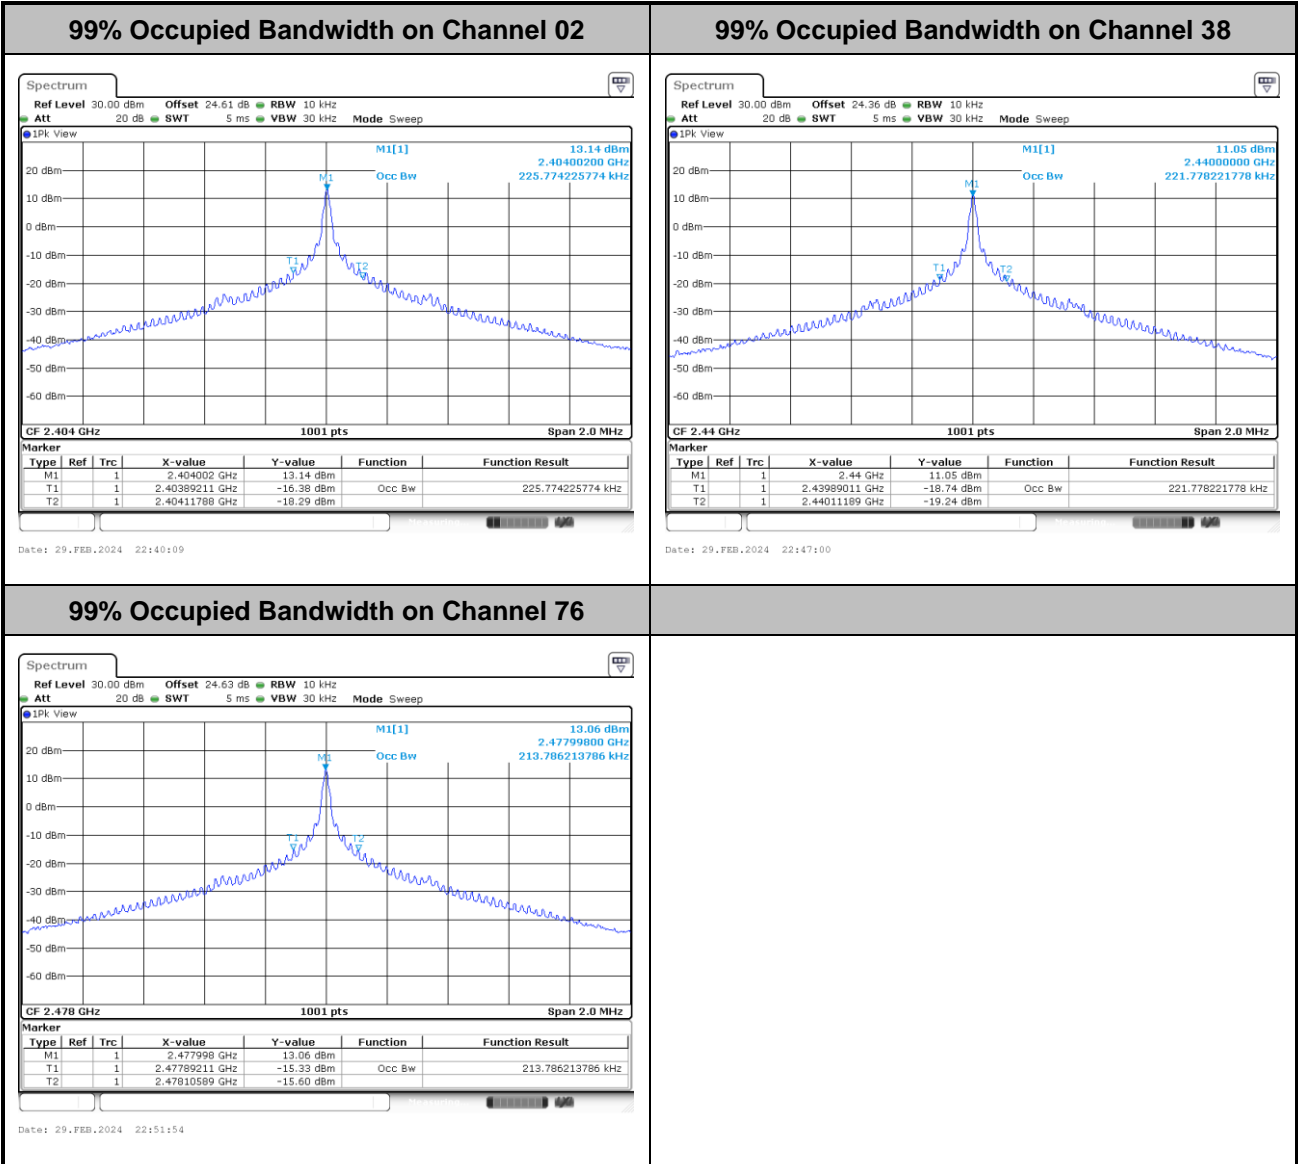 99% Occupied Bandwidth on Channel 02
99% Occupied Bandwidth on Channel 38
Spectrum
Ref Level 30.00 dBm Offset 24.61 dB RBW 10 kHz
Att 20 dB SWT 5 ms VBW 30 kHz Mode Sweep
1Pk View
M1[1] 13.14 dBm
2.40400200 GHz
Occ Bw 225.774225774 kHz
M1
T1
T2
20 dBm
10 dBm
0 dBm
-10 dBm
-20 dBm
-30 dBm
-40 dBm
-50 dBm
-60 dBm
CF 2.404 GHz 1001 pts Span 2.0 MHz
Marker
Type Ref Trc X-value Y-value Function Function Result
M1 1 2.404002 GHz 13.14 dBm
T1 1 2.40389211 GHz -16.38 dBm Occ Bw 225.774225774 kHz
T2 1 2.40411788 GHz -18.29 dBm
Date: 29.FEB.2024 22:40:09
Spectrum
Ref Level 30.00 dBm Offset 24.36 dB RBW 10 kHz
Att 20 dB SWT 5 ms VBW 30 kHz Mode Sweep
1Pk View
M1[1] 11.05 dBm
2.44000000 GHz
Occ Bw 221.778221778 kHz
M1
T1
T2
20 dBm
10 dBm
0 dBm
-10 dBm
-20 dBm
-30 dBm
-40 dBm
-50 dBm
-60 dBm
CF 2.44 GHz 1001 pts Span 2.0 MHz
Marker
Type Ref Trc X-value Y-value Function Function Result
M1 1 2.44 GHz 11.05 dBm
T1 1 2.43989011 GHz -18.74 dBm Occ Bw 221.778221778 kHz
T2 1 2.44011189 GHz -19.24 dBm
Date: 29.FEB.2024 22:47:00
99% Occupied Bandwidth on Channel 76
Spectrum
Ref Level 30.00 dBm Offset 24.63 dB RBW 10 kHz
Att 20 dB SWT 5 ms VBW 30 kHz Mode Sweep
1Pk View
M1[1] 13.06 dBm
2.47799800 GHz
Occ Bw 213.786213786 kHz
M1
T1
T2
20 dBm
10 dBm
0 dBm
-10 dBm
-20 dBm
-30 dBm
-40 dBm
-50 dBm
-60 dBm
CF 2.478 GHz 1001 pts Span 2.0 MHz
Marker
Type Ref Trc X-value Y-value Function Function Result
M1 1 2.477998 GHz 13.06 dBm
T1 1 2.47789211 GHz -15.33 dBm Occ Bw 213.786213786 kHz
T2 1 2.47810589 GHz -15.60 dBm
Date: 29.FEB.2024 22:51:54